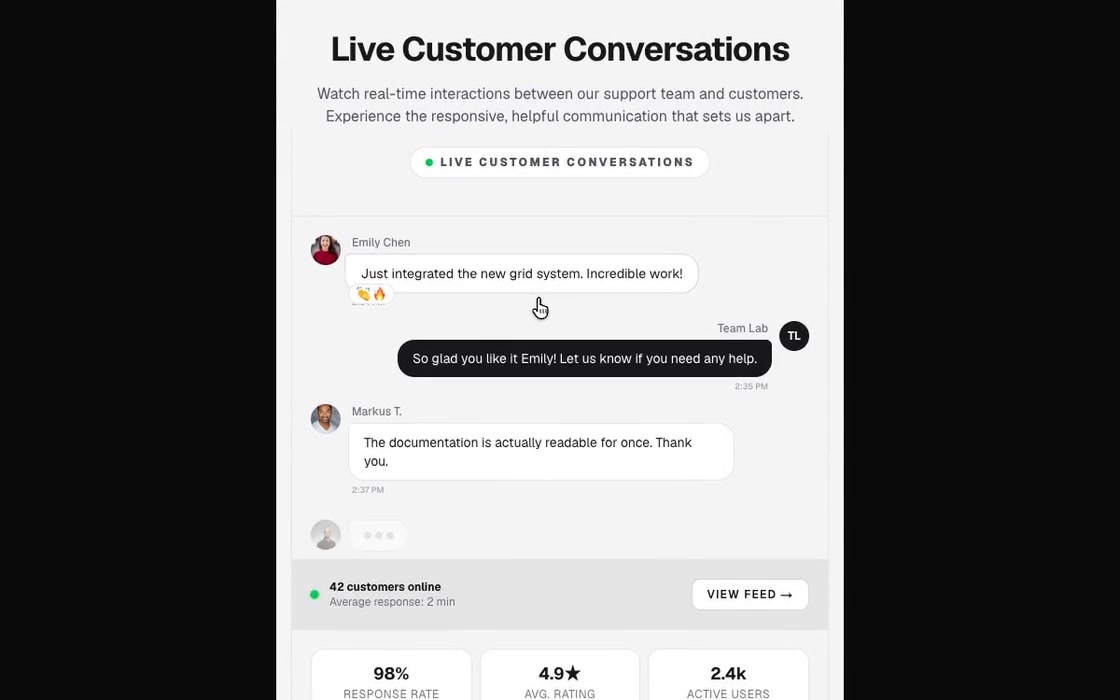 Live Customer Conversations
Watch real-time interactions between our support team and customers.
Experience the responsive, helpful communication that sets us apart.
LIVE CUSTOMER CONVERSATIONS
Emily Chen
Just integrated the new grid system. Incredible work!
👏🔥
Team Lab
TL
So glad you like it Emily! Let us know if you need any help.
2:35 PM
Markus T.
The documentation is actually readable for once. Thank
you.
2:37 PM
42 customers online
Average response: 2 min
VIEW FEED →
98%
RESPONSE RATE
4.9★
AVG. RATING
2.4k
ACTIVE USERS